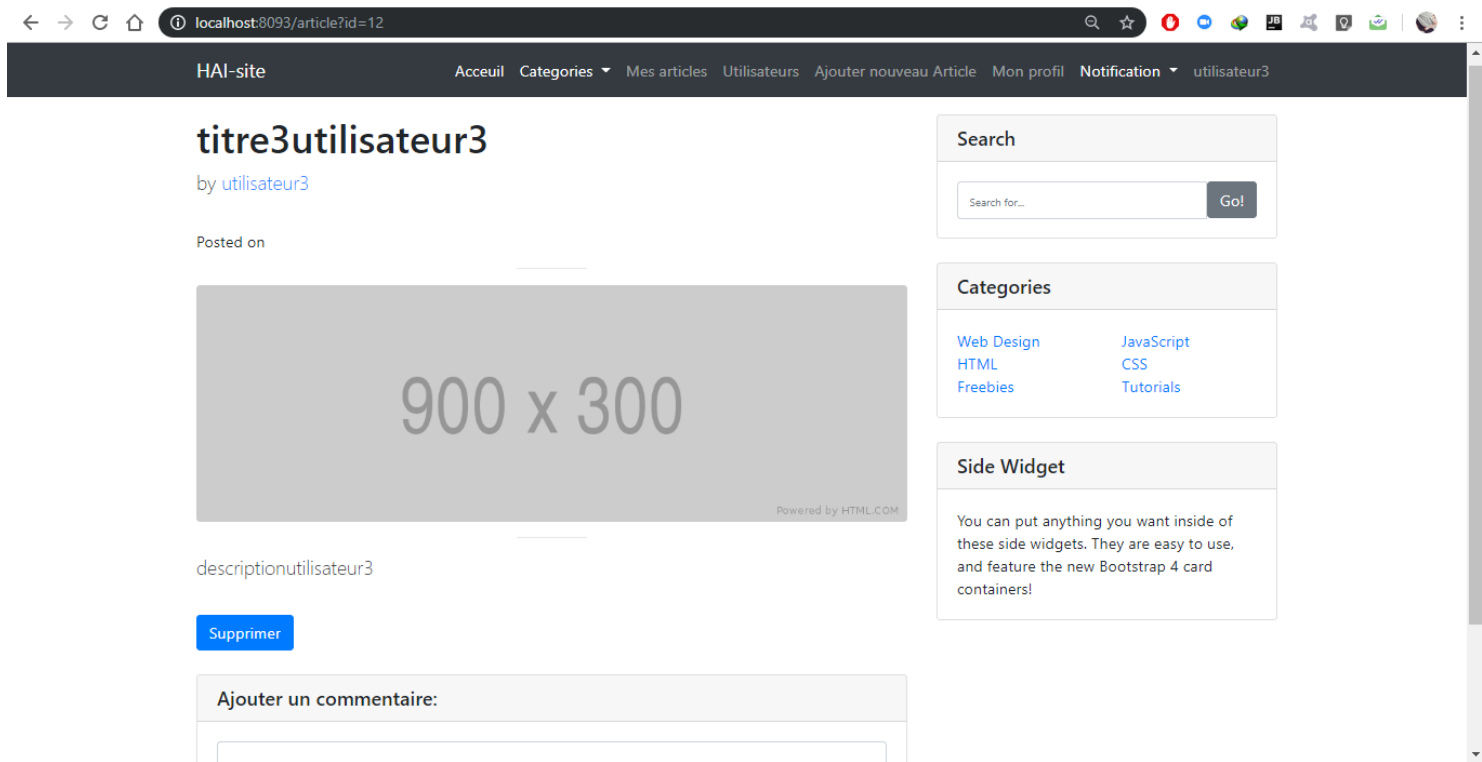 localhost:8093/article?id=12
HAI-site
Acceuil Categories Mes articles Utilisateurs Ajouter nouveau Article Mon profil Notification utilisateur3
titre3utilisateur3
by utilisateur3
Posted on
900 x 300
Powered by HTML.COM
descriptionutilisateur3
Supprimer
Ajouter un commentaire:
Search
Search for...
Go!
Categories
Web Design JavaScript
HTML CSS
Freebies Tutorials
Side Widget
You can put anything you want inside of
these side widgets. They are easy to use,
and feature the new Bootstrap 4 card
containers!